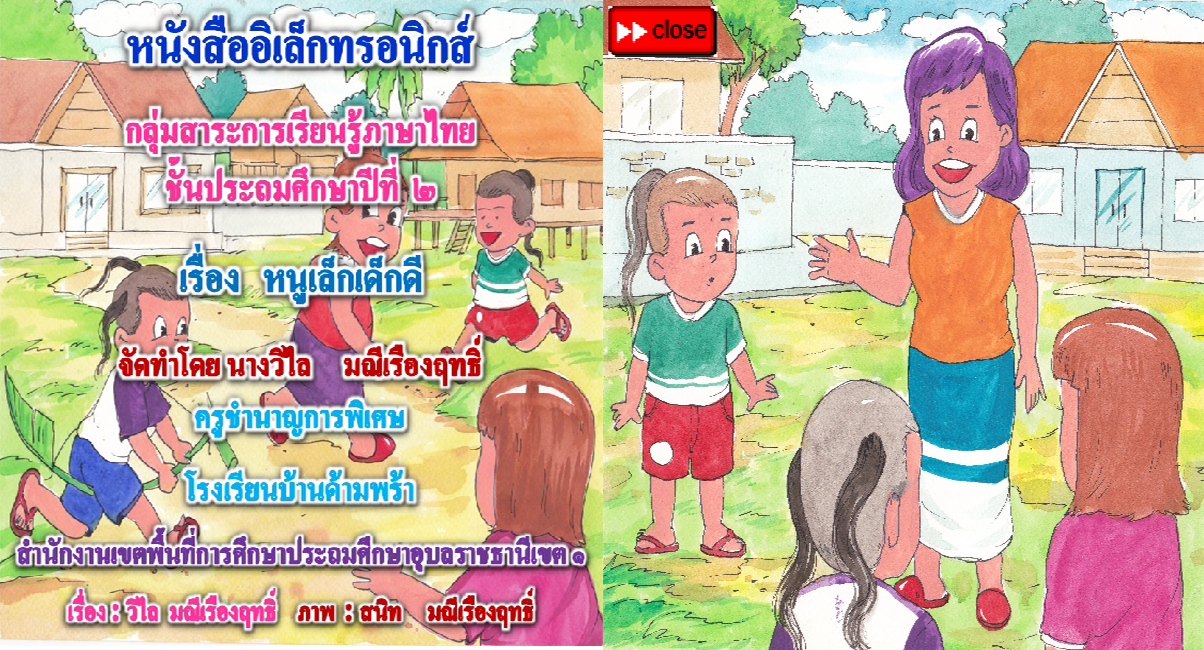 หนังสืออิเล็กทรอนิกส์
กลุ่มสาระการเรียนรู้ภาษาไทย
ชั้นประถมศึกษาปีที่ ๒
เรื่อง หนูเล็กเด็กดี
จัดทำโดย นางวิไล มณีเรืองฤทธิ์
ครูชำนาญการพิเศษ
โรงเรียนบ้านค้ามพร้า
สำนักงานเขตพื้นที่การศึกษาประถมศึกษาอุบลราชธานีเขต ๑
เรื่อง : วิไล มณีเรืองฤทธิ์ ภาพ : สนิท มณีเรืองฤทธิ์
close